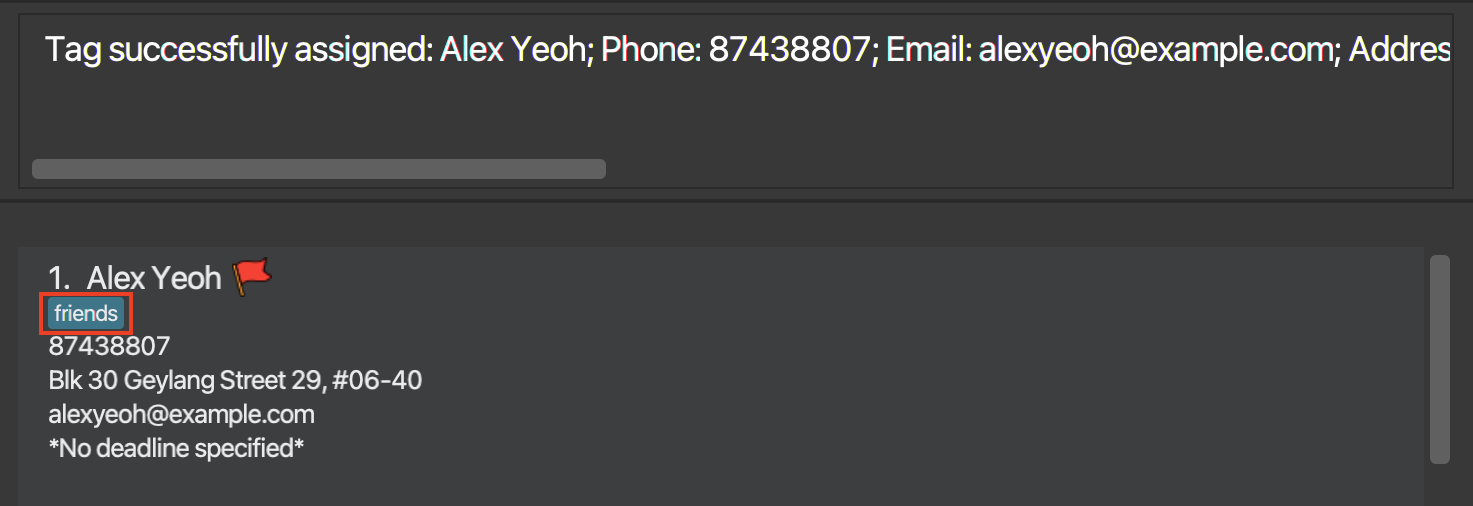 Tag successfully assigned: Alex Yeoh; Phone: 87438807; Email: alexyeoh@example.com; Addres
1. Alex Yeoh
friends
87438807
Blk 30 Geylang Street 29, #06-40
alexyeoh@example.com
*No deadline specified*